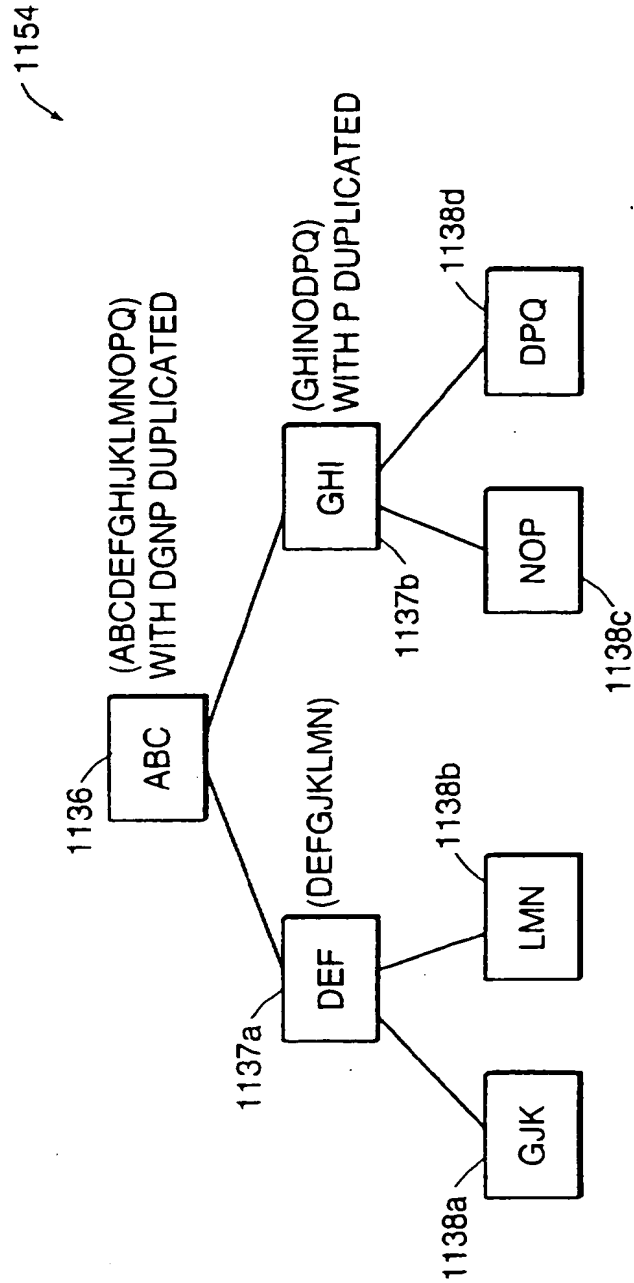 1154
1136
ABC
(ABCDEFGHIJKLMNOPQ)
WITH DGNP DUPLICATED
1137a
DEF
(DEFGJKLMN)
GHI
1137b
(GHINODPQ)
WITH P DUPLICATED
1138a
GJK
LMN
1138b
NOP
1138c
DPQ
1138d